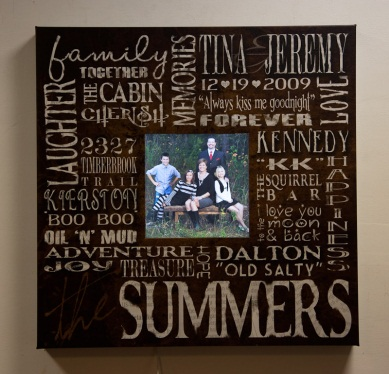 family
TOGETHER
THE CABIN
CHERISH
LAUGHTER
MEMORIES
TINA & JEREMY
12 ♥ 19 ♥ 2009
"Always kiss me goodnight"
FOREVER
LOVE
2327
TIMBERBROOK
TRAIL
KIERSTON
"BOO BOO"
OIL 'N' MUD
KENNEDY
"KK"
THE SQUIRREL
BAR
i love you
to the moon
& back
HAPPINESS
ADVENTURE
JOY
TREASURE
HOPE
DALTON
"OLD SALTY"
the
SUMMERS